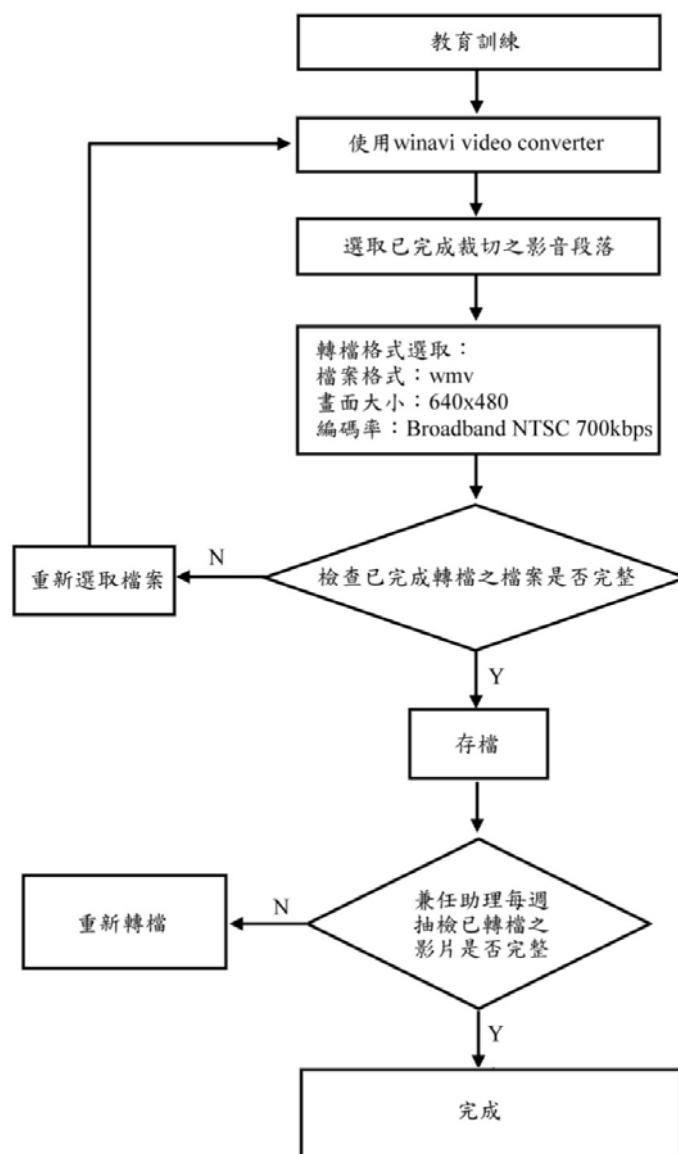 教育訓練
使用winavi video converter
選取已完成裁切之影音段落
轉檔格式選取：
檔案格式：wmv
畫面大小：640x480
編碼率：Broadband NTSC 700kbps
N
重新選取檔案
檢查已完成轉檔之檔案是否完整
Y
存檔
兼任助理每週
抽檢已轉檔之
影片是否完整
N
重新轉檔
Y
完成